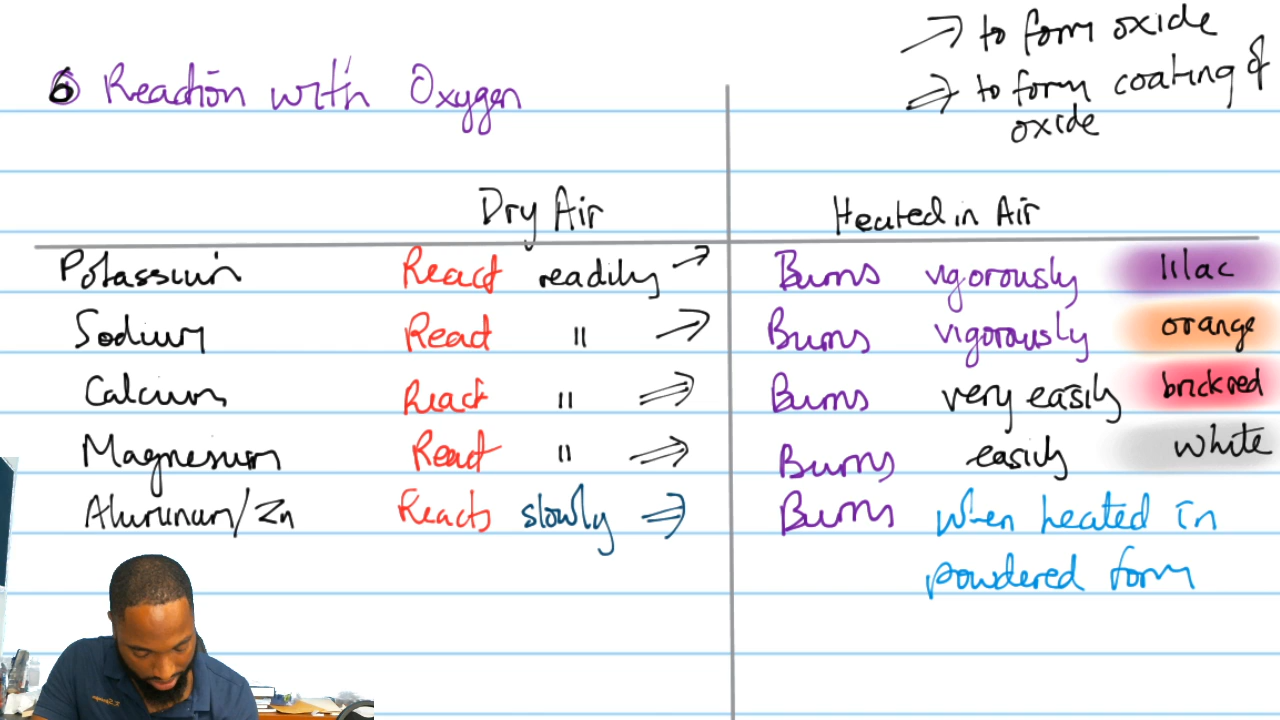 → to form oxide
6 Reaction with Oxygen
⇒ to form coating of
oxide
Dry Air Heated in Air
Potassium React readily → Burns vigorously lilac
Sodium React " → Burns vigorously orange
Calcium React " ⇒ Burns very easily brick red
Magnesium React " ⇒ Burns easily white
Aluminum/Zn Reacts slowly ⇒ Burns when heated in
powdered form